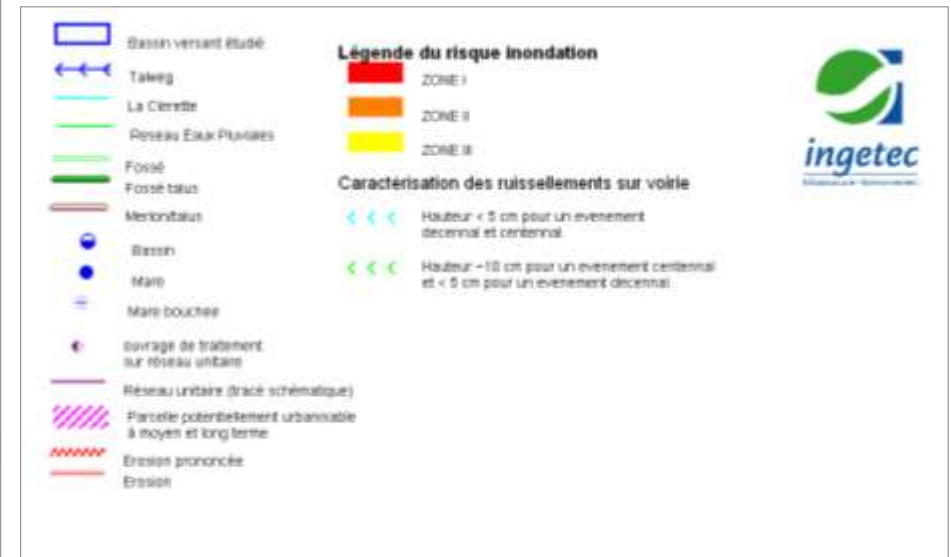 Bassin versant étudié
Talweg
La Clerette
Reseau Eaux Pluviales
Fossé
Fossé talus
Merlon/talus
Bassin
Mare
Mare bouchee
ouvrage de traitement
sur réseau unitaire
Réseau unitaire (tracé schématique)
Parcelle potentiellement urbannable
à moyen et long terme
Erosion prononcée
Erosion
Légende du risque inondation
ZONE I
ZONE II
ZONE III
Caractérisation des ruissellements sur voirie
Hauteur < 5 cm pour un evenement
decennal et centennal
Hauteur ~10 cm pour un evenement centennal
et < 5 cm pour un evenement decennal
ingetec